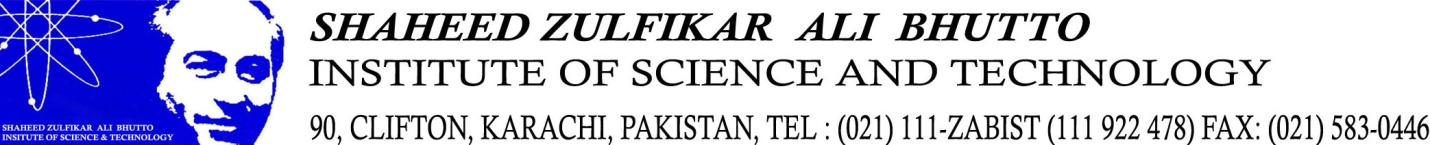 SHAHEED ZULFIKAR ALI BHUTTO
INSTITUTE OF SCIENCE AND TECHNOLOGY
90, CLIFTON, KARACHI, PAKISTAN, TEL : (021) 111-ZABIST (111 922 478) FAX: (021) 583-0446
SHAHEED ZULFIKAR ALI BHUTTO
INSITUTE OF SCIENCE & TECHNOLOGY